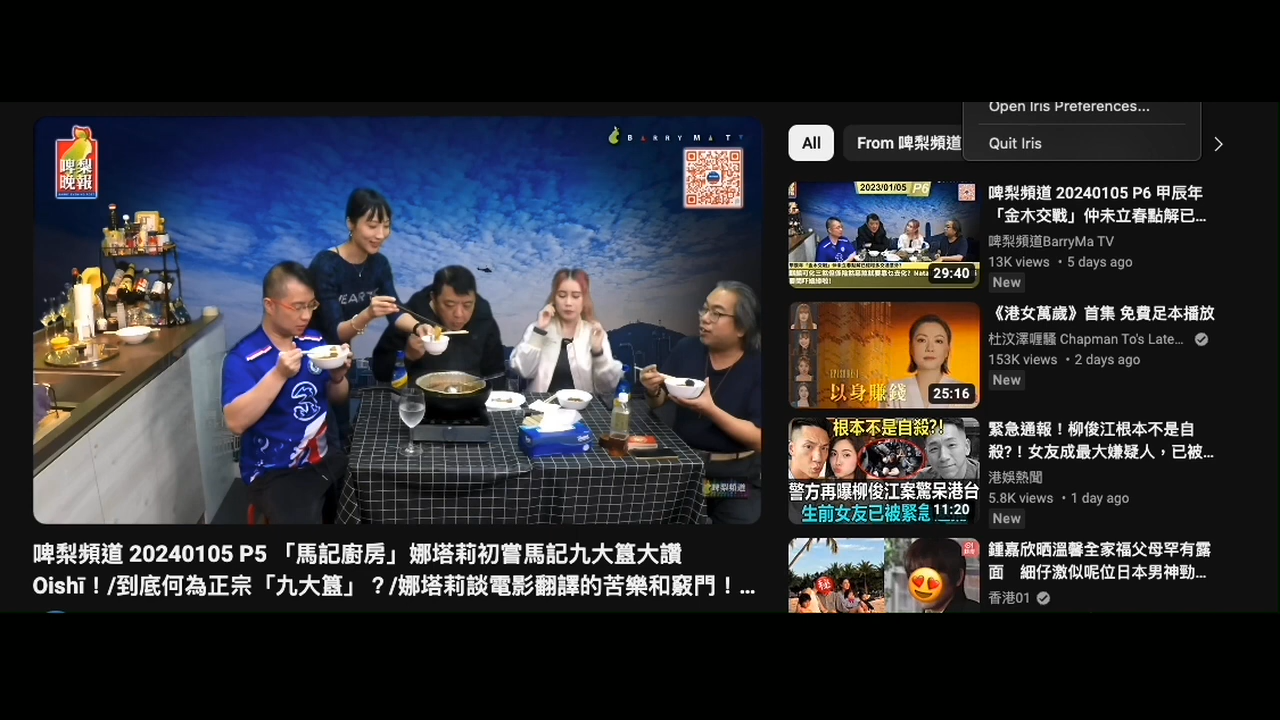 Open Iris Preferences...
Quit Iris
All
From 啤梨頻道
啤梨
晚報
BARRYMATV
啤梨頻道
啤梨頻道 20240105 P5 「馬記廚房」娜塔莉初嘗馬記九大簋大讚
Oishī！/到底何為正宗「九大簋」？/娜塔莉談電影翻譯的苦樂和竅門！...
2023/01/05 P6
29:40
啤梨頻道 20240105 P6 甲辰年
「金木交戰」仲未立春點解已...
啤梨頻道BarryMa TV
13K views • 5 days ago
New
EPISODE 1
以身賺錢
25:16
《港女萬歲》首集 免費足本播放
杜汶澤喱騷 Chapman To's Late...
153K views • 2 days ago
New
根本不是自殺?!
警方再曝柳俊江案驚呆港台
生前女友已被緊急
11:20
緊急通報！柳俊江根本不是自
殺?！女友成最大嫌疑人，已被...
港娛熱聞
5.8K views • 1 day ago
New
秘
鍾嘉欣晒溫馨全家福父母罕有露
面　細仔激似呢位日本男神勁...
香港01